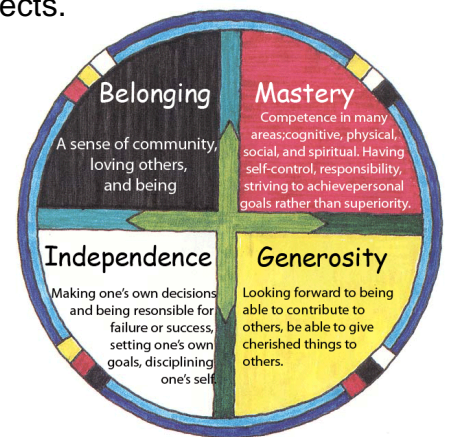 ects.
Belonging
A sense of community,
loving others,
and being
Mastery
Competence in many
areas;cognitive, physical,
social, and spiritual. Having
self-control, responsibility,
striving to achievepersonal
goals rather than superiority.
Independence
Making one's own decisions
and being resonsible for
failure or success,
setting one's own
goals, disciplining
one's self.
Generosity
Looking forward to being
able to contribute to
others, be able to give
cherished things to
others.